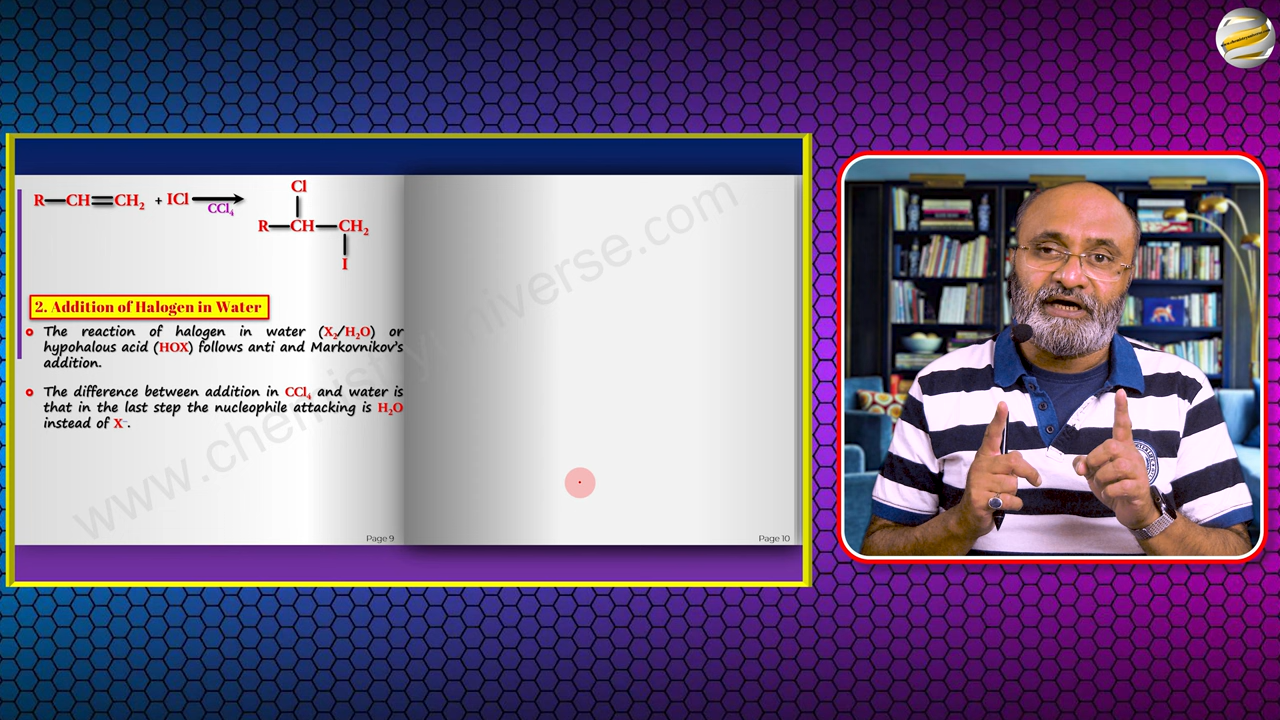 R—CH=CH₂ + ICl
CCl₄
Cl
R—CH—CH₂
I
2. Addition of Halogen in Water
The reaction of halogen in water (X₂/H₂O) or
hypohalous acid (HOX) follows anti and Markovnikov's
addition.
The difference between addition in CCl₄ and water is
that in the last step the nucleophile attacking is H₂O
instead of X⁻.
www.chemistryuniverse.com
Page 9
Page 10